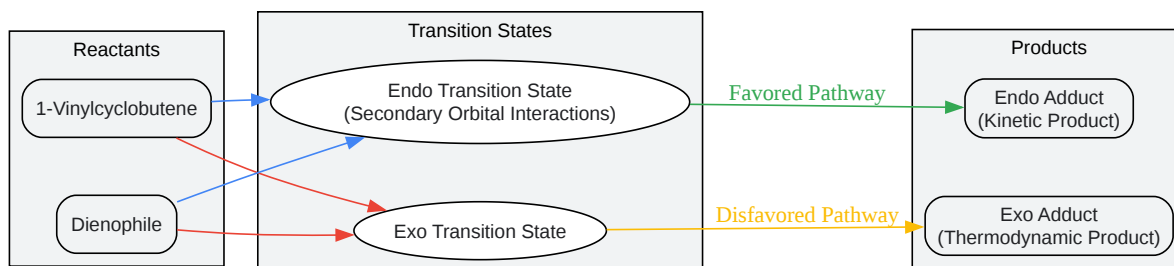 Reactants
1-Vinylcyclobutene
Dienophile
Transition States
Endo Transition State
(Secondary Orbital Interactions)
Exo Transition State
Favored Pathway
Disfavored Pathway
Products
Endo Adduct
(Kinetic Product)
Exo Adduct
(Thermodynamic Product)